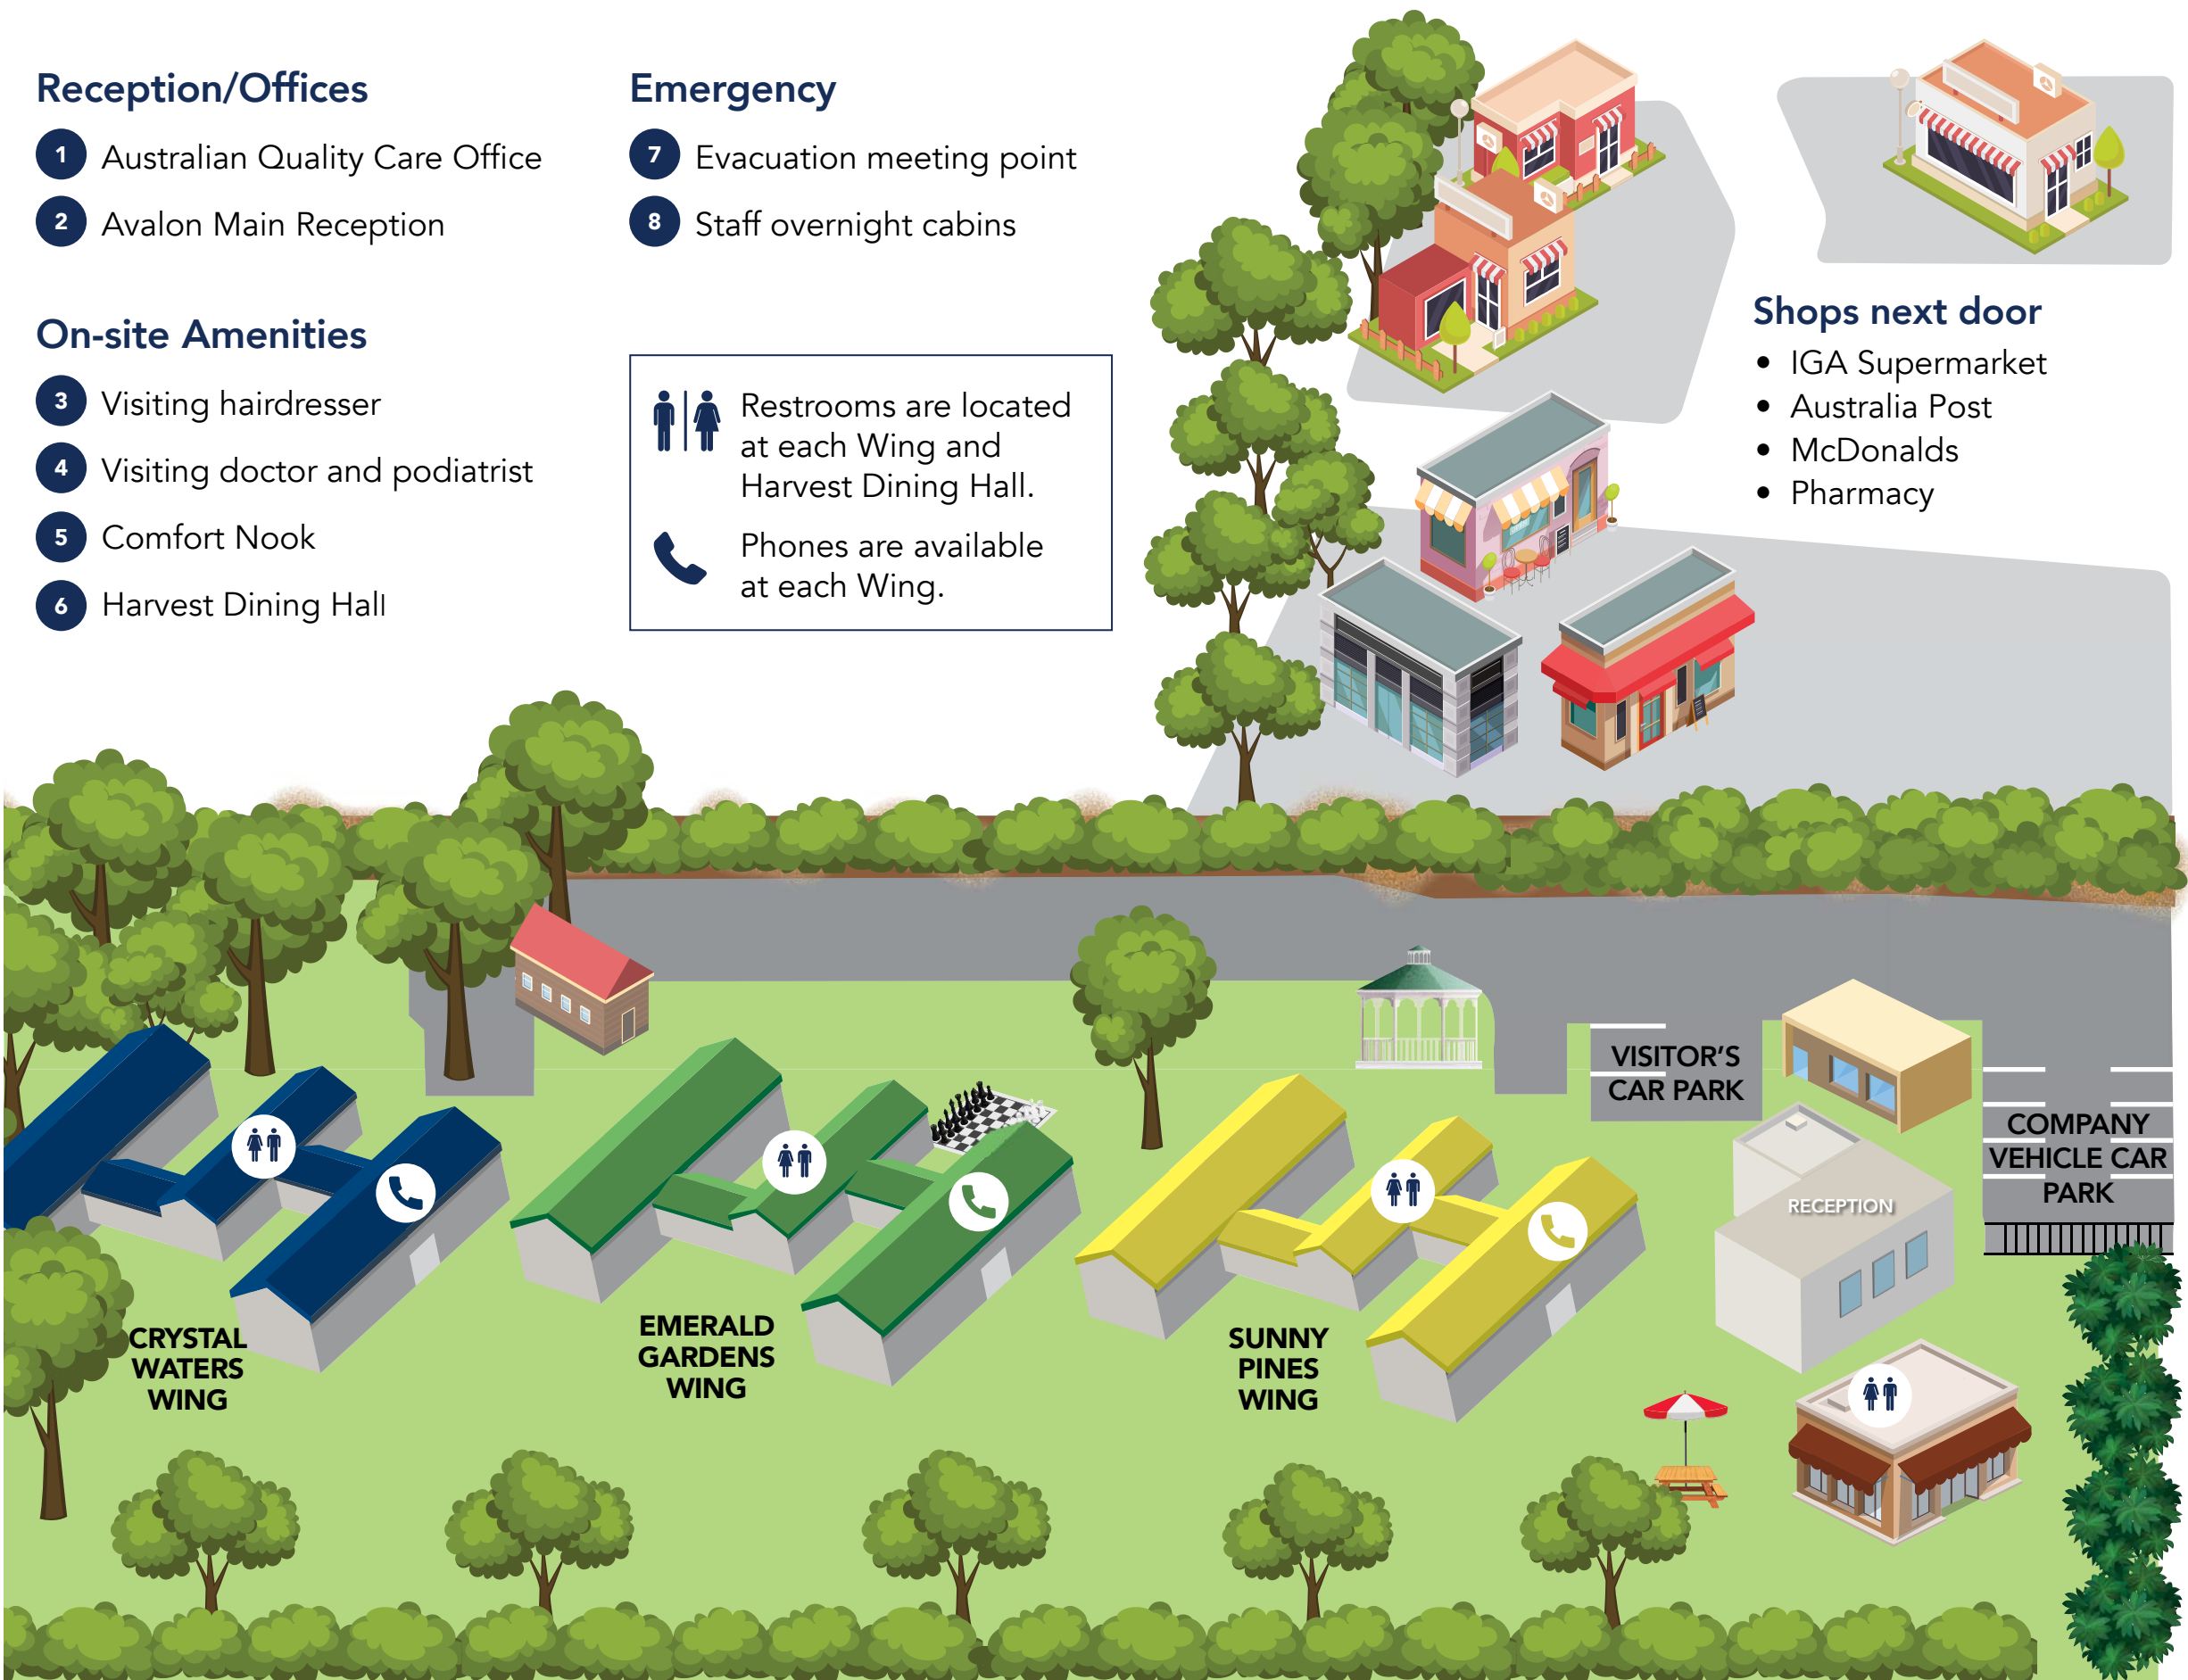 Reception/Offices
1 Australian Quality Care Office
2 Avalon Main Reception
On-site Amenities
3 Visiting hairdresser
4 Visiting doctor and podiatrist
5 Comfort Nook
6 Harvest Dining Hall
Emergency
7 Evacuation meeting point
8 Staff overnight cabins
Restrooms are located
at each Wing and
Harvest Dining Hall.
Phones are available
at each Wing.
Shops next door
• IGA Supermarket
• Australia Post
• McDonalds
• Pharmacy
VISITOR'S
CAR PARK
COMPANY
VEHICLE CAR
PARK
RECEPTION
CRYSTAL
WATERS
WING
EMERALD
GARDENS
WING
SUNNY
PINES
WING